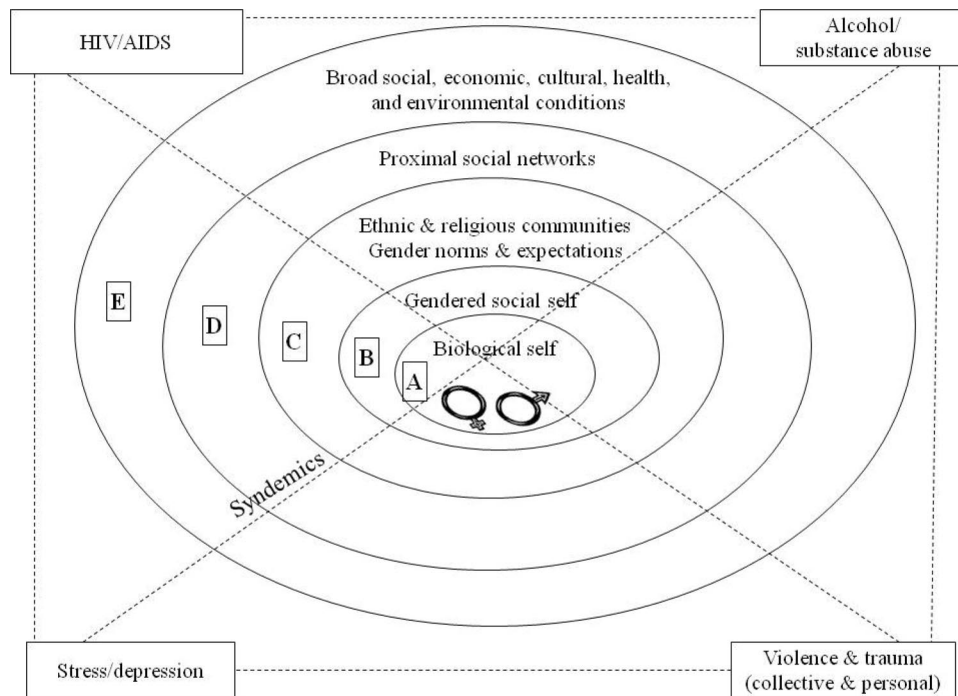 HIV/AIDS
Alcohol/
substance abuse
Broad social, economic, cultural, health,
and environmental conditions
Proximal social networks
Ethnic & religious communities
Gender norms & expectations
Gendered social self
Biological self
E
D
C
B
A
Syndemics
Stress/depression
Violence & trauma
(collective & personal)